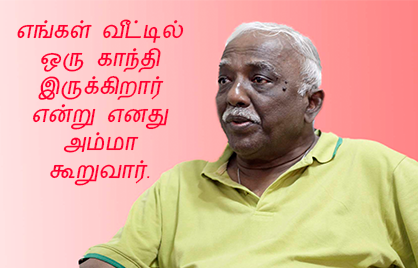 எங்கள் வீட்டில்
ஒரு காந்தி
இருக்கிறார்
என்று எனது
அம்மா
கூறுவார்.